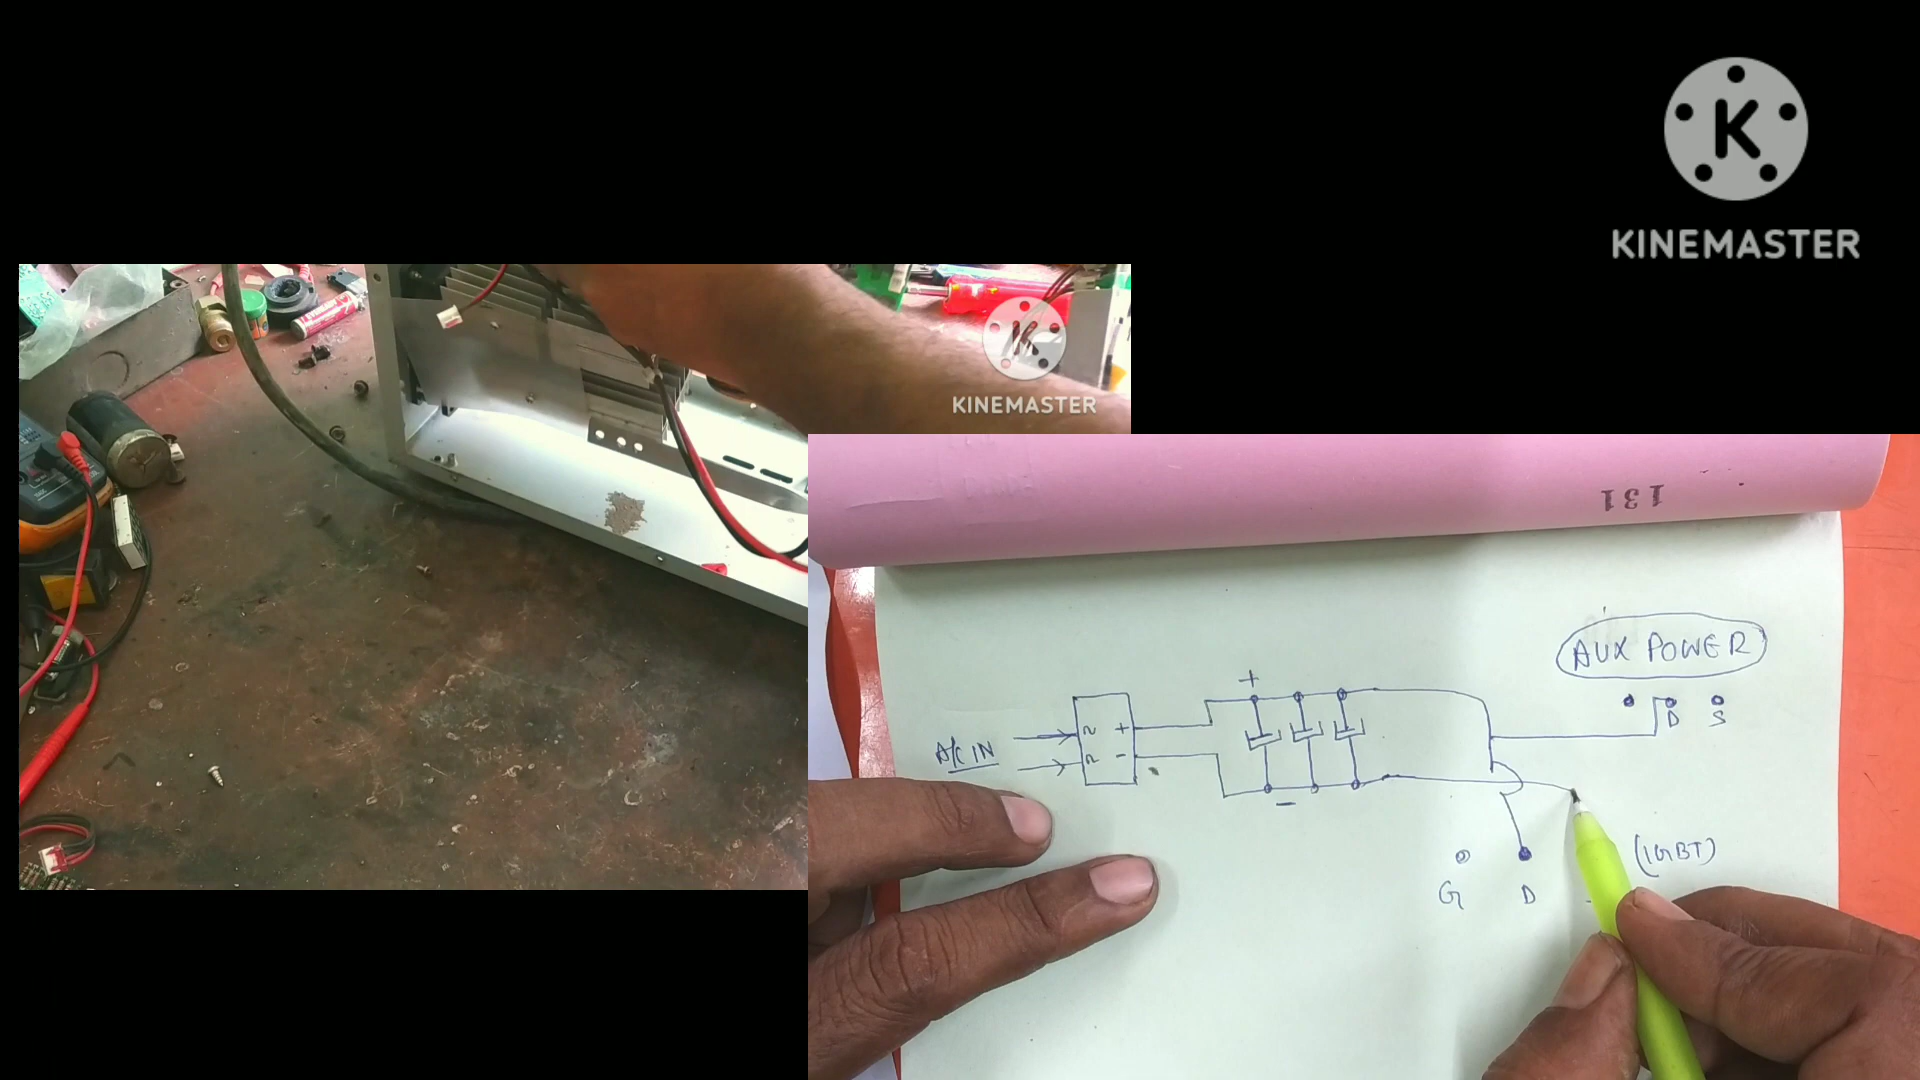 KINEMASTER
KINEMASTER
131
AUX POWER
D S
+
A/C IN
~ +
~ -
-
(IGBT)
G D